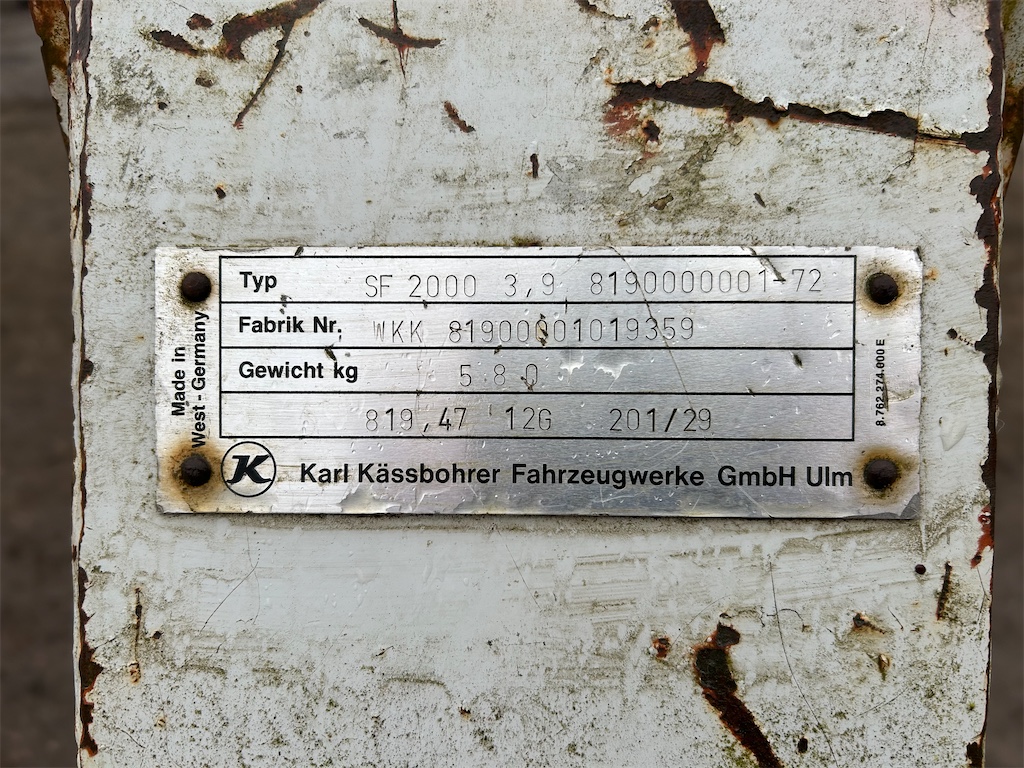 Typ SF 2000 3,9 8190000001-72
Fabrik Nr. WKK 81900001019359
Gewicht kg 580
819,47 12G 201/29
K Karl Kässbohrer Fahrzeugwerke GmbH Ulm
Made in
West-Germany
8.762.274.000 E